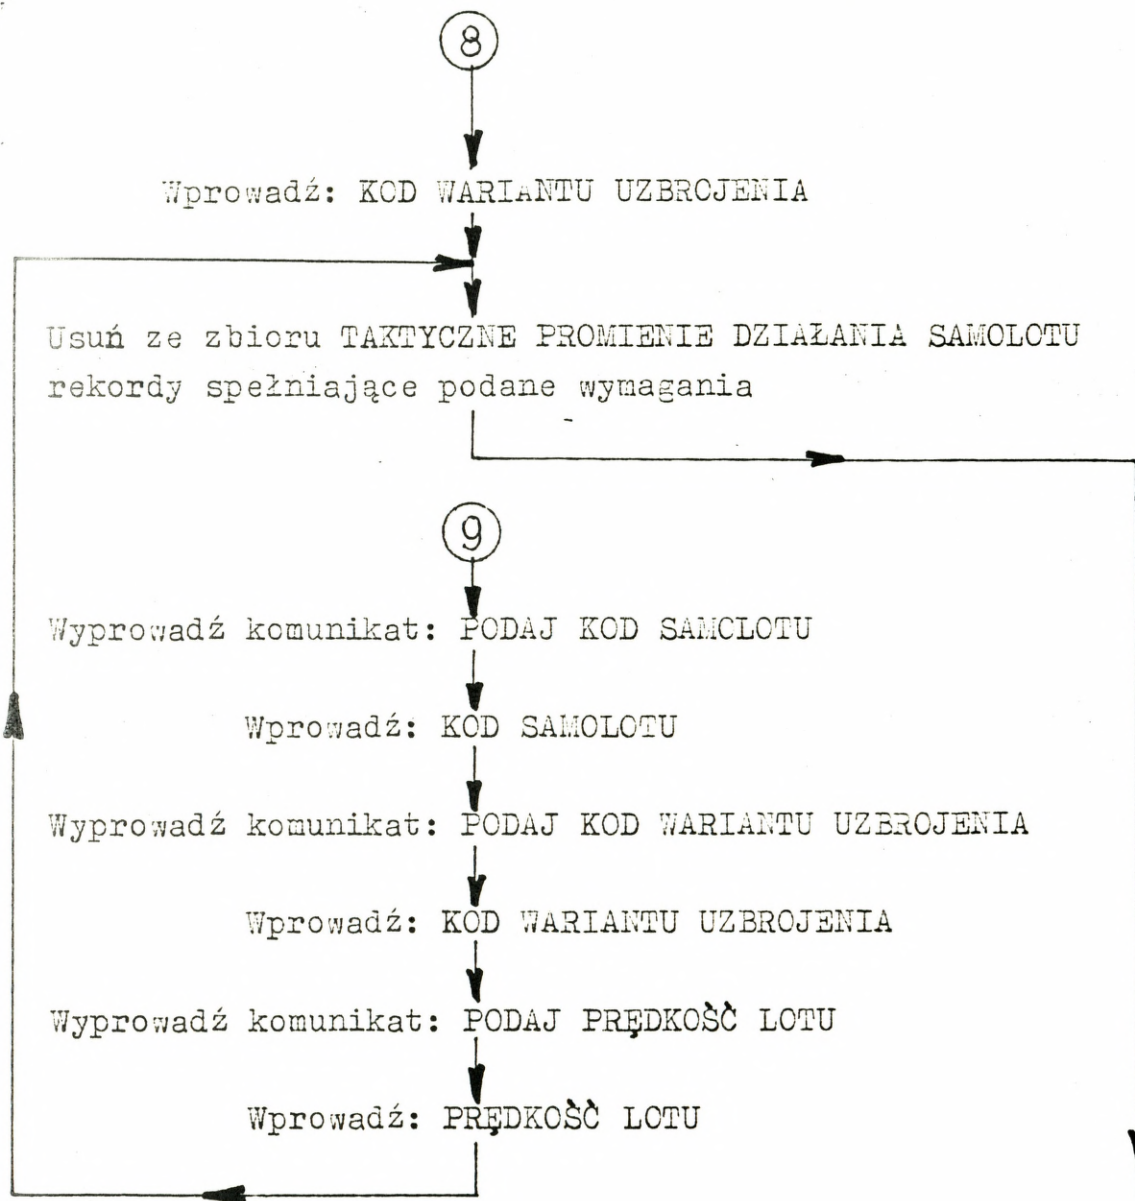 8
Wprowadź: KOD WARIANTU UZBROJENIA
Usuń ze zbioru TAKTYCZNE PROMIENIE DZIAŁANIA SAMOLOTU
rekordy spełniające podane wymagania
9
Wyprowadź komunikat: PODAJ KOD SAMOLOTU
Wprowadź: KOD SAMOLOTU
Wyprowadź komunikat: PODAJ KOD WARIANTU UZBROJENIA
Wprowadź: KOD WARIANTU UZBROJENIA
Wyprowadź komunikat: PODAJ PRĘDKOŚĆ LOTU
Wprowadź: PRĘDKOŚĆ LOTU